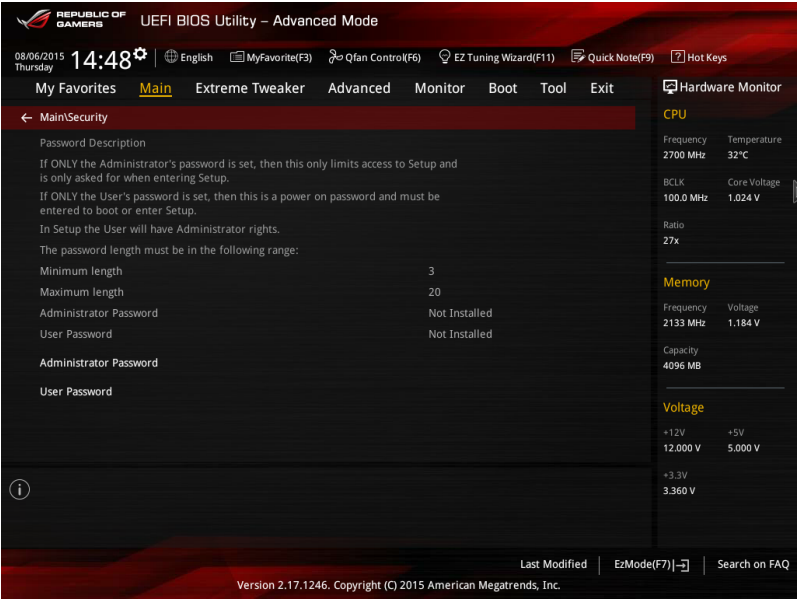 REPUBLIC OF
GAMERS
UEFI BIOS Utility – Advanced Mode
08/06/2015
Thursday
14:48
English
MyFavorite(F3)
Qfan Control(F6)
EZ Tuning Wizard(F11)
Quick Note(F9)
? Hot Keys
My Favorites Main Extreme Tweaker Advanced Monitor Boot Tool Exit
Main\Security
Password Description
If ONLY the Administrator's password is set, then this only limits access to Setup and
is only asked for when entering Setup.
If ONLY the User's password is set, then this is a power on password and must be
entered to boot or enter Setup.
In Setup the User will have Administrator rights.
The password length must be in the following range:
Minimum length 3
Maximum length 20
Administrator Password Not Installed
User Password Not Installed
Administrator Password
User Password
Hardware Monitor
CPU
Frequency Temperature
2700 MHz 32°C
BCLK Core Voltage
100.0 MHz 1.024 V
Ratio
27x
Memory
Frequency Voltage
2133 MHz 1.184 V
Capacity
4096 MB
Voltage
+12V +5V
12.000 V 5.000 V
+3.3V
3.360 V
i
Last Modified
EzMode(F7)
Search on FAQ
Version 2.17.1246. Copyright (C) 2015 American Megatrends, Inc.